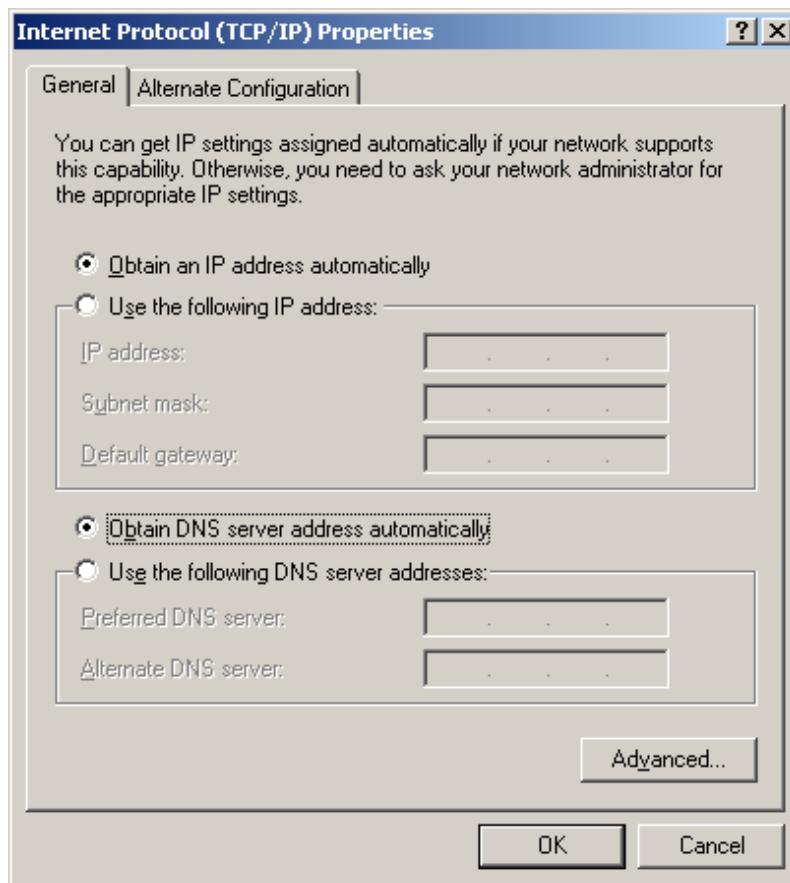 Internet Protocol (TCP/IP) Properties
General
Alternate Configuration
You can get IP settings assigned automatically if your network supports
this capability. Otherwise, you need to ask your network administrator for
the appropriate IP settings.
Obtain an IP address automatically
Use the following IP address:
IP address:
Subnet mask:
Default gateway:
Obtain DNS server address automatically
Use the following DNS server addresses:
Preferred DNS server:
Alternate DNS server:
Advanced...
OK
Cancel